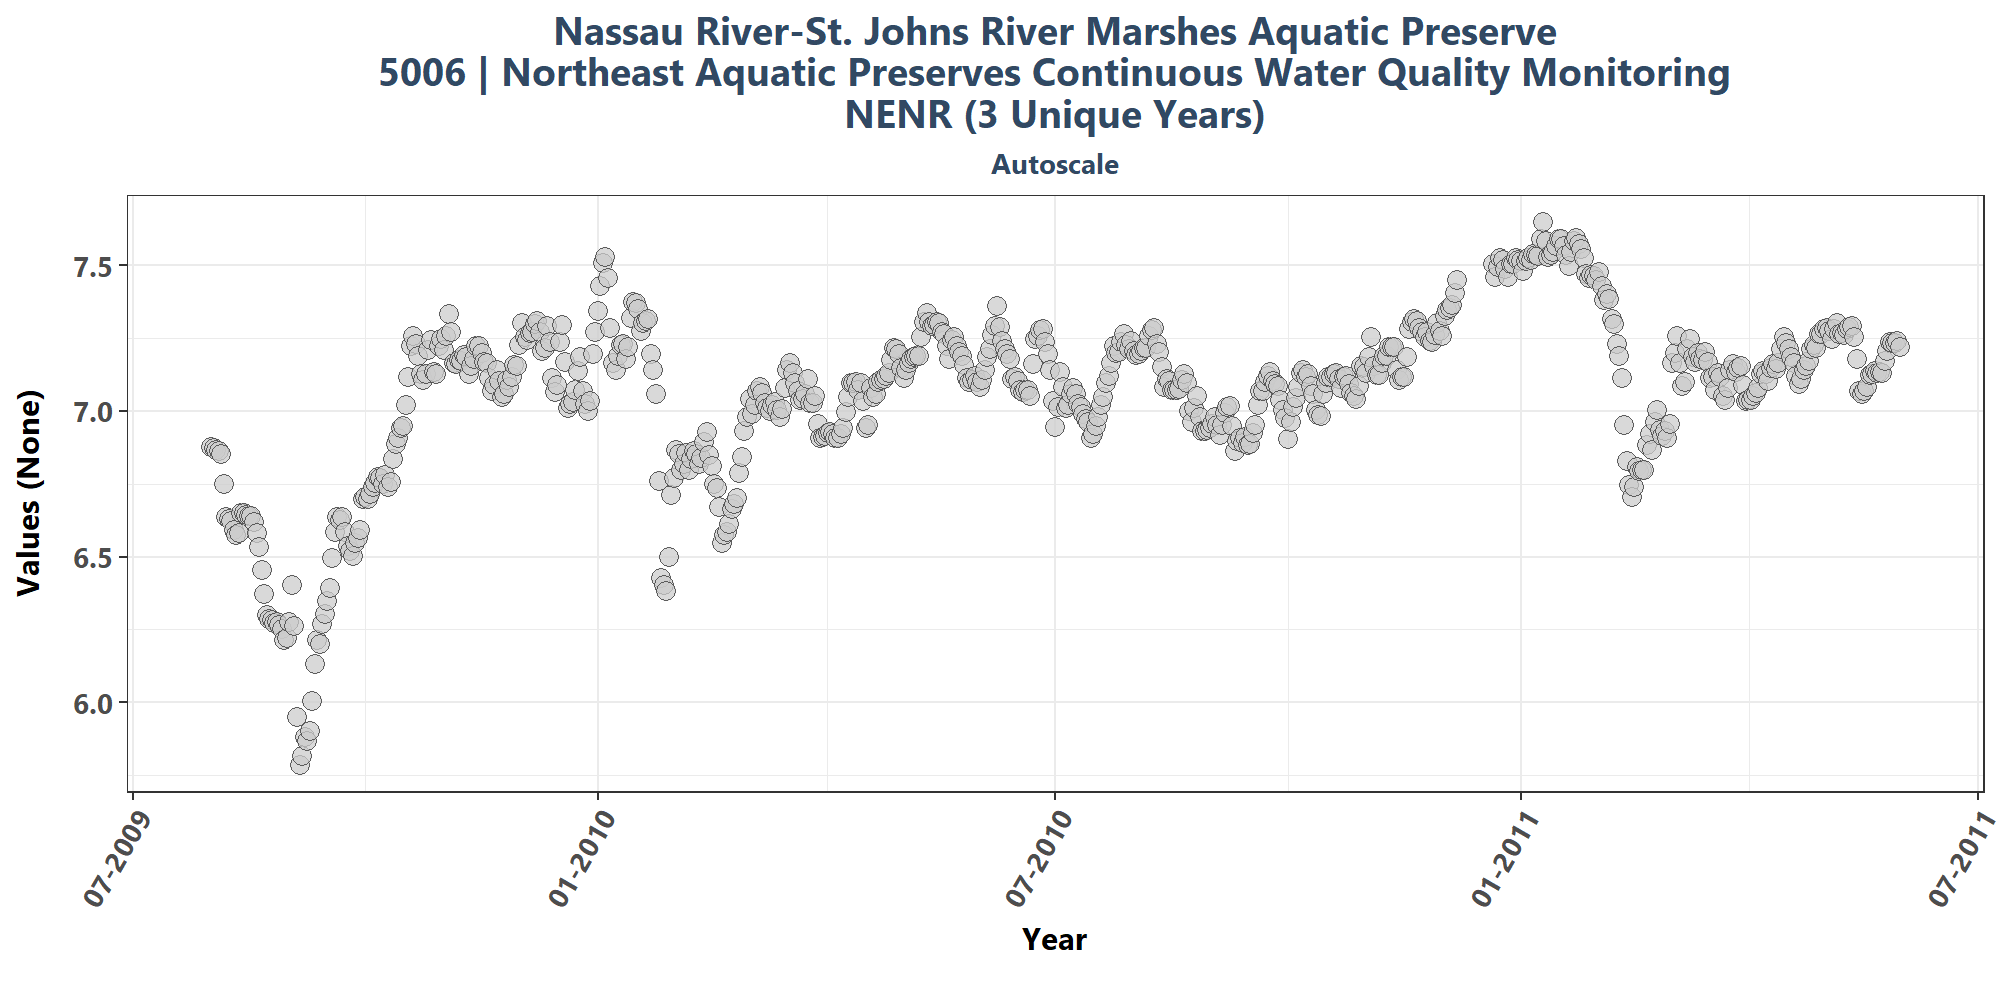 Nassau River-St. Johns River Marshes Aquatic Preserve
5006 | Northeast Aquatic Preserves Continuous Water Quality Monitoring
NENR (3 Unique Years)
Autoscale
Values (None)
7.5
7.0
6.5
6.0
07-2009
01-2010
07-2010
01-2011
07-2011
Year